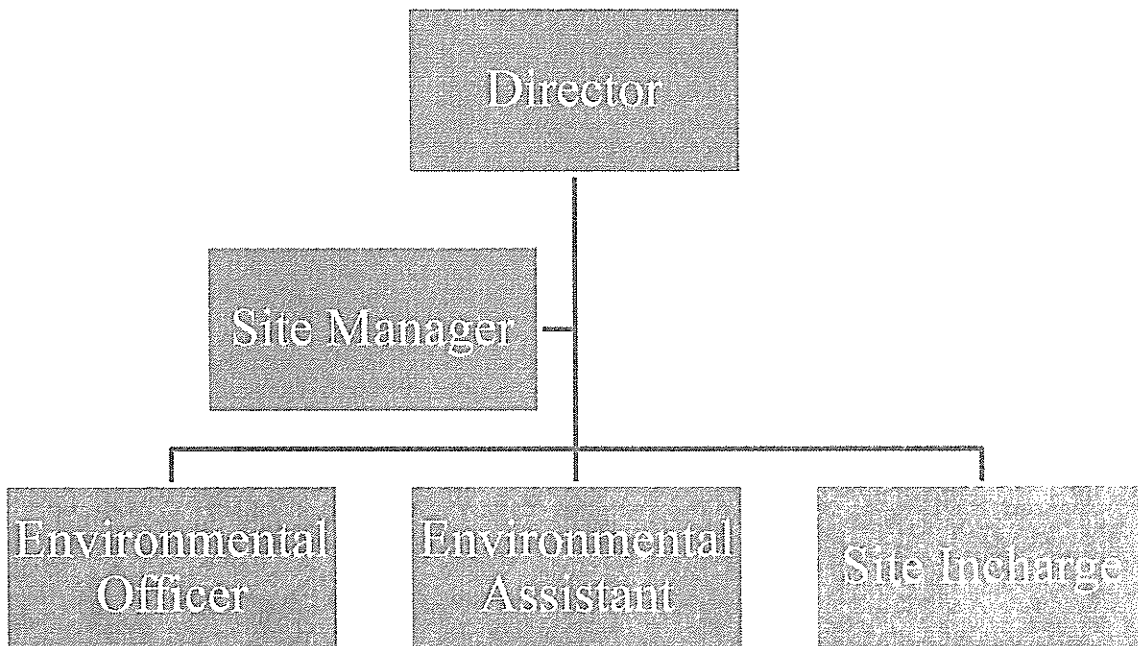 Director
Site Manager
Environmental
Officer
Environmental
Assistant
Site Incharge